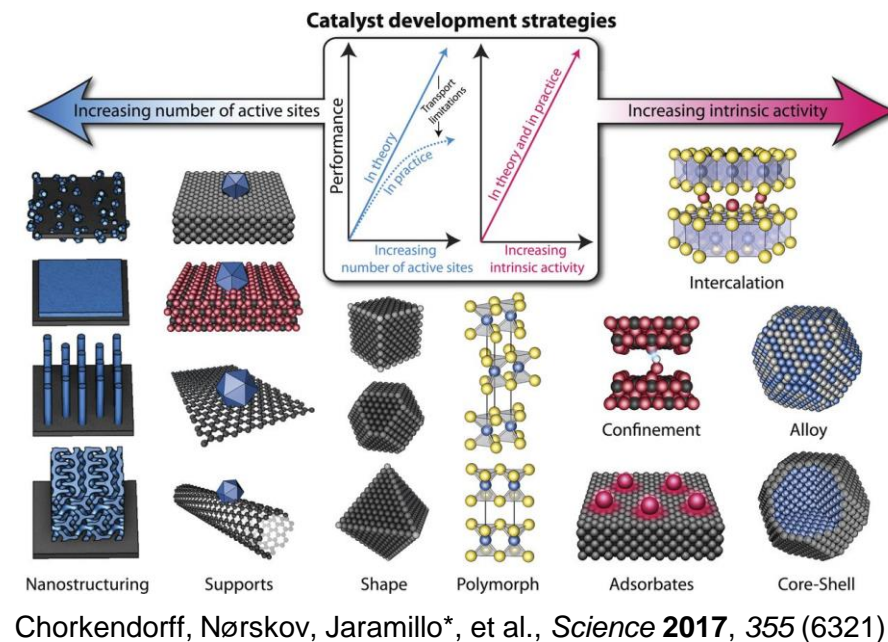 Catalyst development strategies
Increasing number of active sites
Performance
In theory
In practice
Transport
limitations
Increasing
number of active sites
In theory and in practice
Increasing
intrinsic activity
Increasing intrinsic activity
Intercalation
Confinement
Alloy
Nanostructuring
Supports
Shape
Polymorph
Adsorbates
Core-Shell
Chorkendorff, Nørskov, Jaramillo*, et al., Science 2017, 355 (6321)